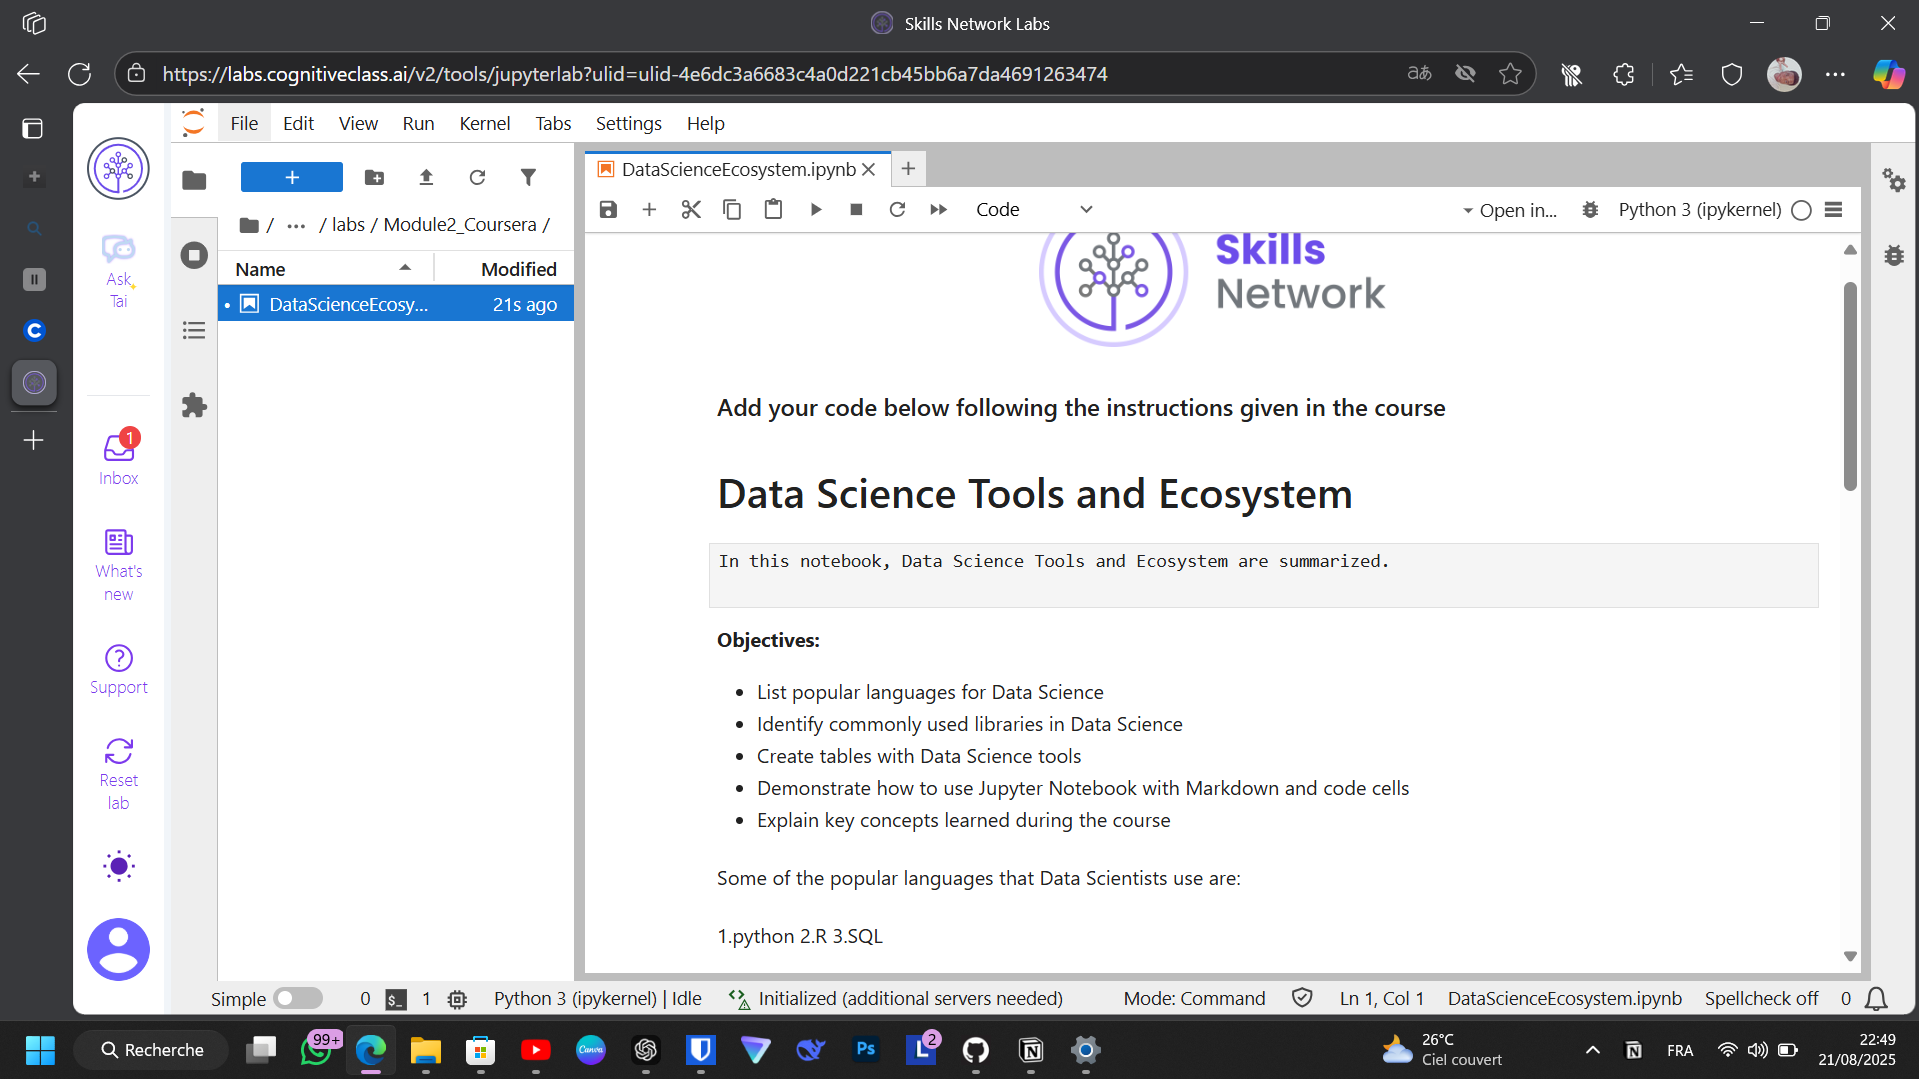 Skills Network Labs
https://labs.cognitiveclass.ai/v2/tools/jupyterlab?ulid=ulid-4e6dc3a6683c4a0d221cb45bb6a7da4691263474
File Edit View Run Kernel Tabs Settings Help
DataScienceEcosystem.ipynb
/ ... / labs / Module2_Coursera /
Code
Open in...
Python 3 (ipykernel)
Name Modified
DataScienceEcosy... 21s ago
Ask
Tai
1
Inbox
What's
new
Support
Reset
lab
Skills
Network
Add your code below following the instructions given in the course
Data Science Tools and Ecosystem
In this notebook, Data Science Tools and Ecosystem are summarized.
Objectives:
• List popular languages for Data Science
• Identify commonly used libraries in Data Science
• Create tables with Data Science tools
• Demonstrate how to use Jupyter Notebook with Markdown and code cells
• Explain key concepts learned during the course
Some of the popular languages that Data Scientists use are:
1.python 2.R 3.SQL
Simple 0 $_ 1 Python 3 (ipykernel) | Idle Initialized (additional servers needed) Mode: Command Ln 1, Col 1 DataScienceEcosystem.ipynb Spellcheck off 0
Recherche
99+
Canva
Ps
L
2
26°C
Ciel couvert
FRA
22:49
21/08/2025